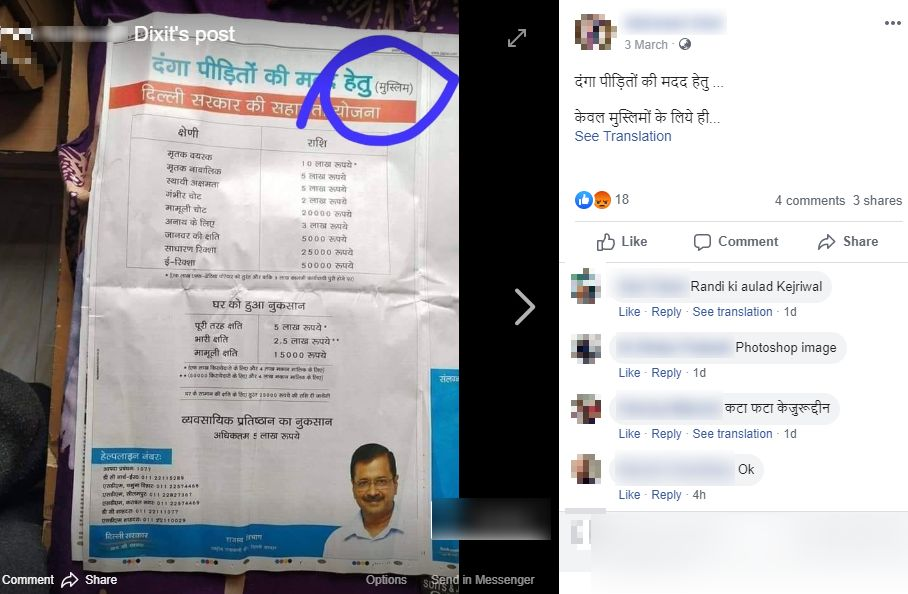 Dixit's post
दंगा पीड़ितों की मदद हेतु (मुस्लिम)
दिल्ली सरकार की सहायता योजना
क्षेणी राशि
मृतक वयस्क 10 लाख रूपये*
मृतक नाबालिक 5 लाख रूपये
स्थायी अक्षमता 5 लाख रूपये
गंभीर चोट 2 लाख रूपये
मामूली चोट 20000 रूपये
अनाथ के लिए 3 लाख रूपये
जानवर की क्षति 5000 रूपये
साधारण रिक्शा 25000 रूपये
ई-रिक्शा 50000 रूपये
घर को हुआ नुकसान
पूरी तरह क्षति 5 लाख रूपये*
भारी क्षति 2.5 लाख रूपये**
मामूली क्षति 15000 रूपये
व्यवसायिक प्रतिष्ठान का नुकसान
अधिकतम 5 लाख रूपये
हेल्पलाइन नंबर:
दिल्ली सरकार
आप की सरकार
राजस्व विभाग
Comment Share Options Send in Messenger
3 March
दंगा पीड़ितों की मदद हेतु ...
केवल मुस्लिमों के लिये ही...
See Translation
18 4 comments 3 shares
Like Comment Share
Randi ki aulad Kejriwal
Like · Reply · See translation · 1d
Photoshop image
Like · Reply · 1d
कटा फटा केजुरूद्दीन
Like · Reply · See translation · 1d
Ok
Like · Reply · 4h